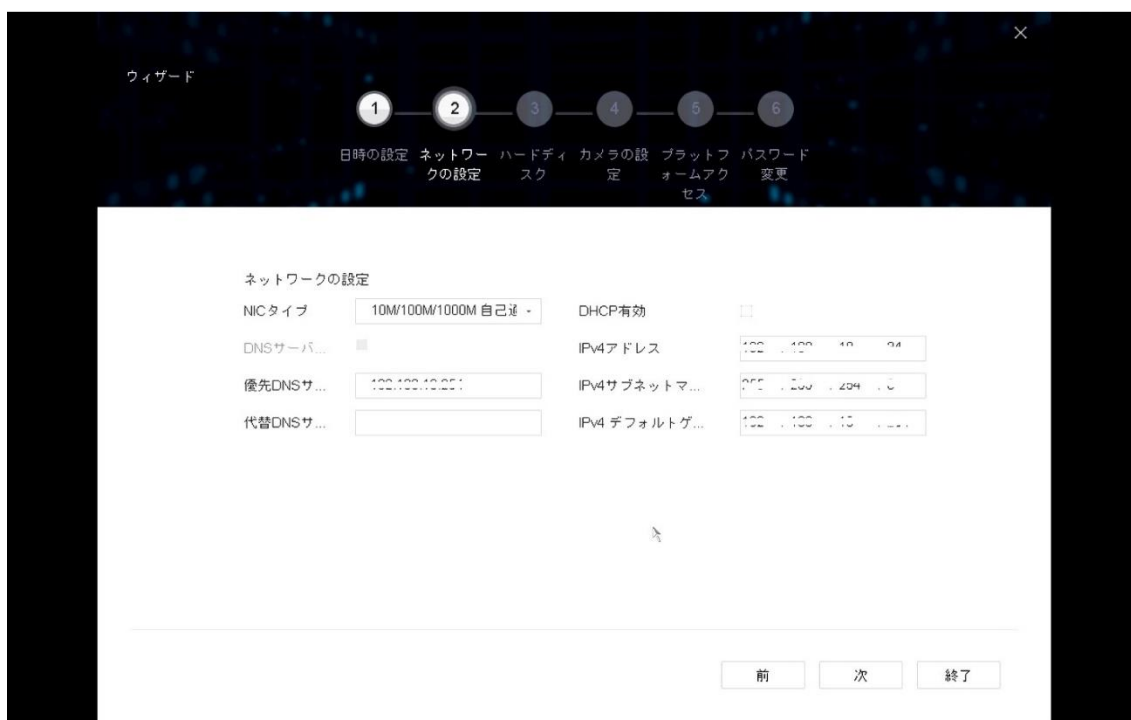 ウィザード
1
2
3
4
5
6
日時の設定
ネットワー
クの設定
ハードディ
スク
カメラの設
定
プラットフ
ォームアク
セス
パスワード
変更
ネットワークの設定
NICタイプ
10M/100M/1000M 自己
DHCP有効
DNSサーバ...
IPv4アドレス
優先DNSサ...
IPv4サブネットマ...
254
代替DNSサ...
IPv4 デフォルトゲ...
前
次
終了